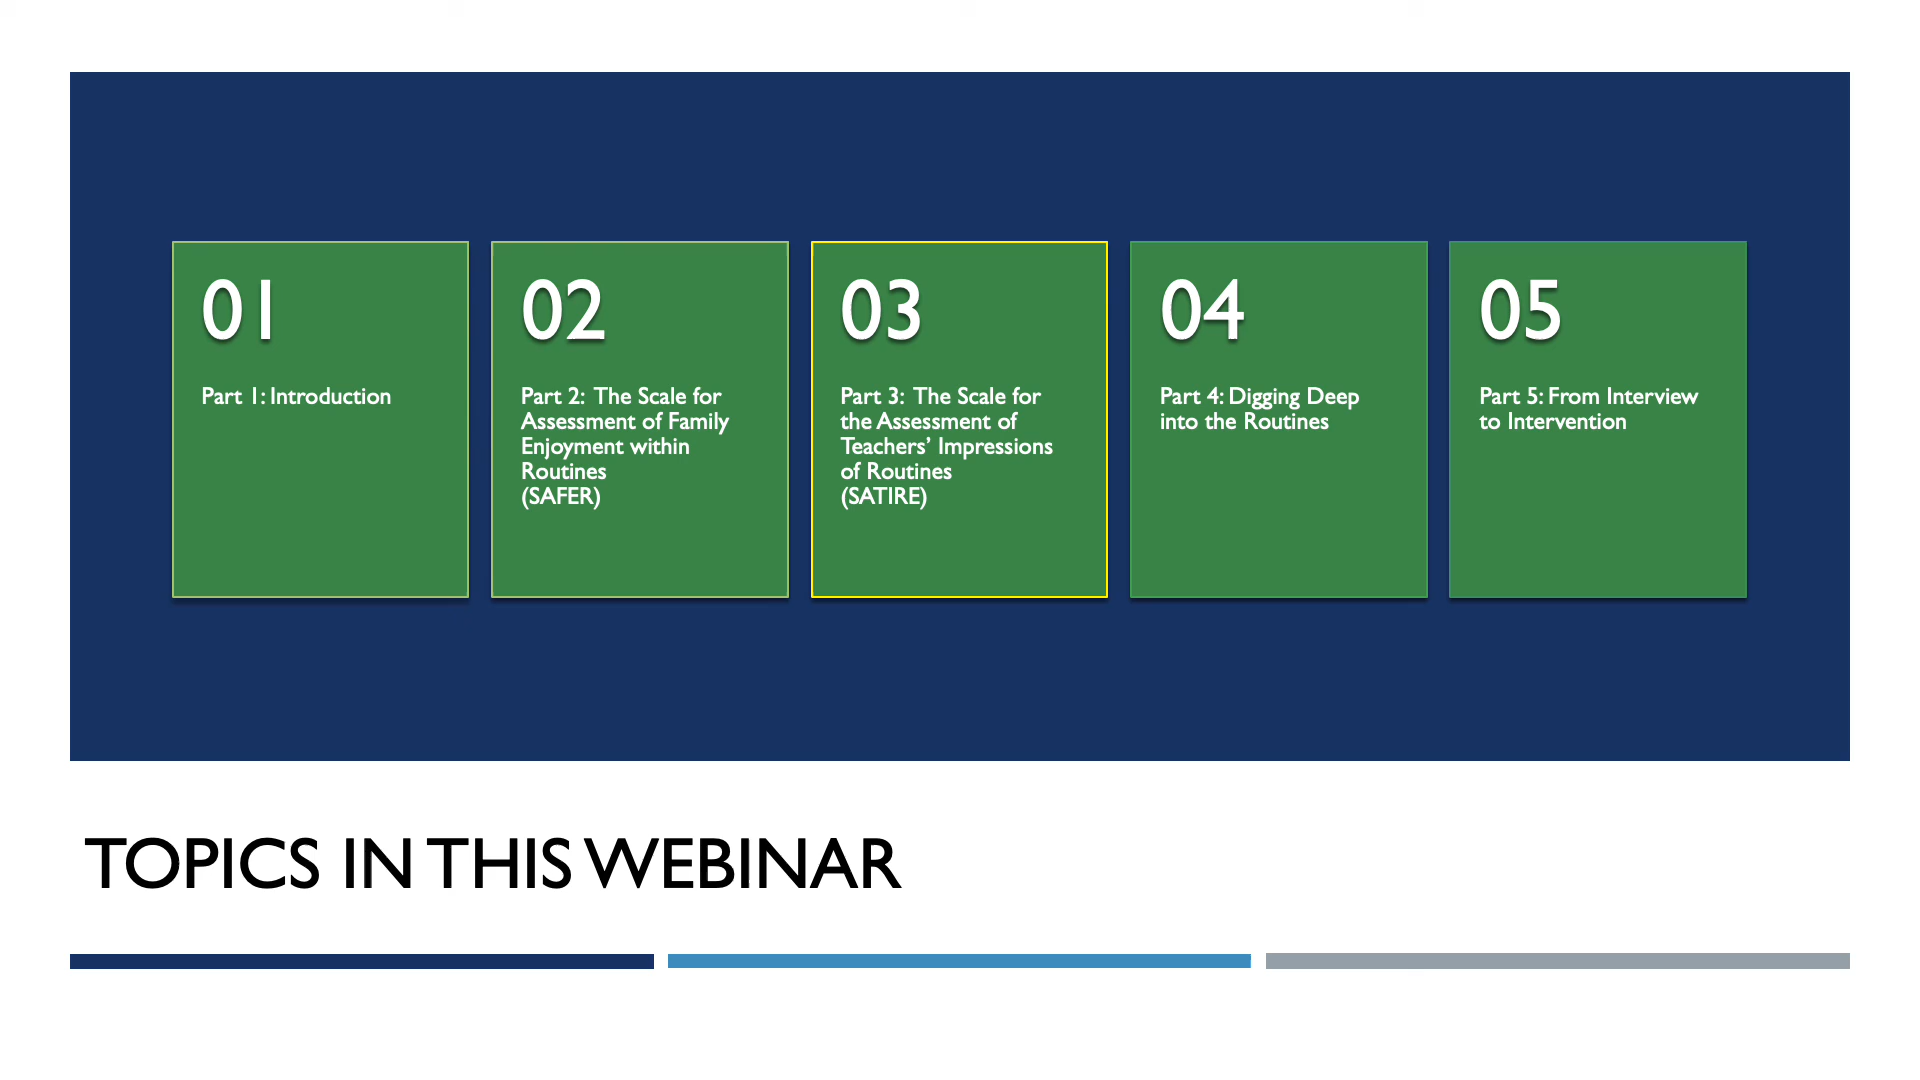 01
Part 1: Introduction
02
Part 2:  The Scale for
Assessment of Family
Enjoyment within
Routines
(SAFER)
03
Part 3:  The Scale for
the Assessment of
Teachers’ Impressions
of Routines
(SATIRE)
04
Part 4: Digging Deep
into the Routines
05
Part 5: From Interview
to Intervention
TOPICS IN THIS WEBINAR